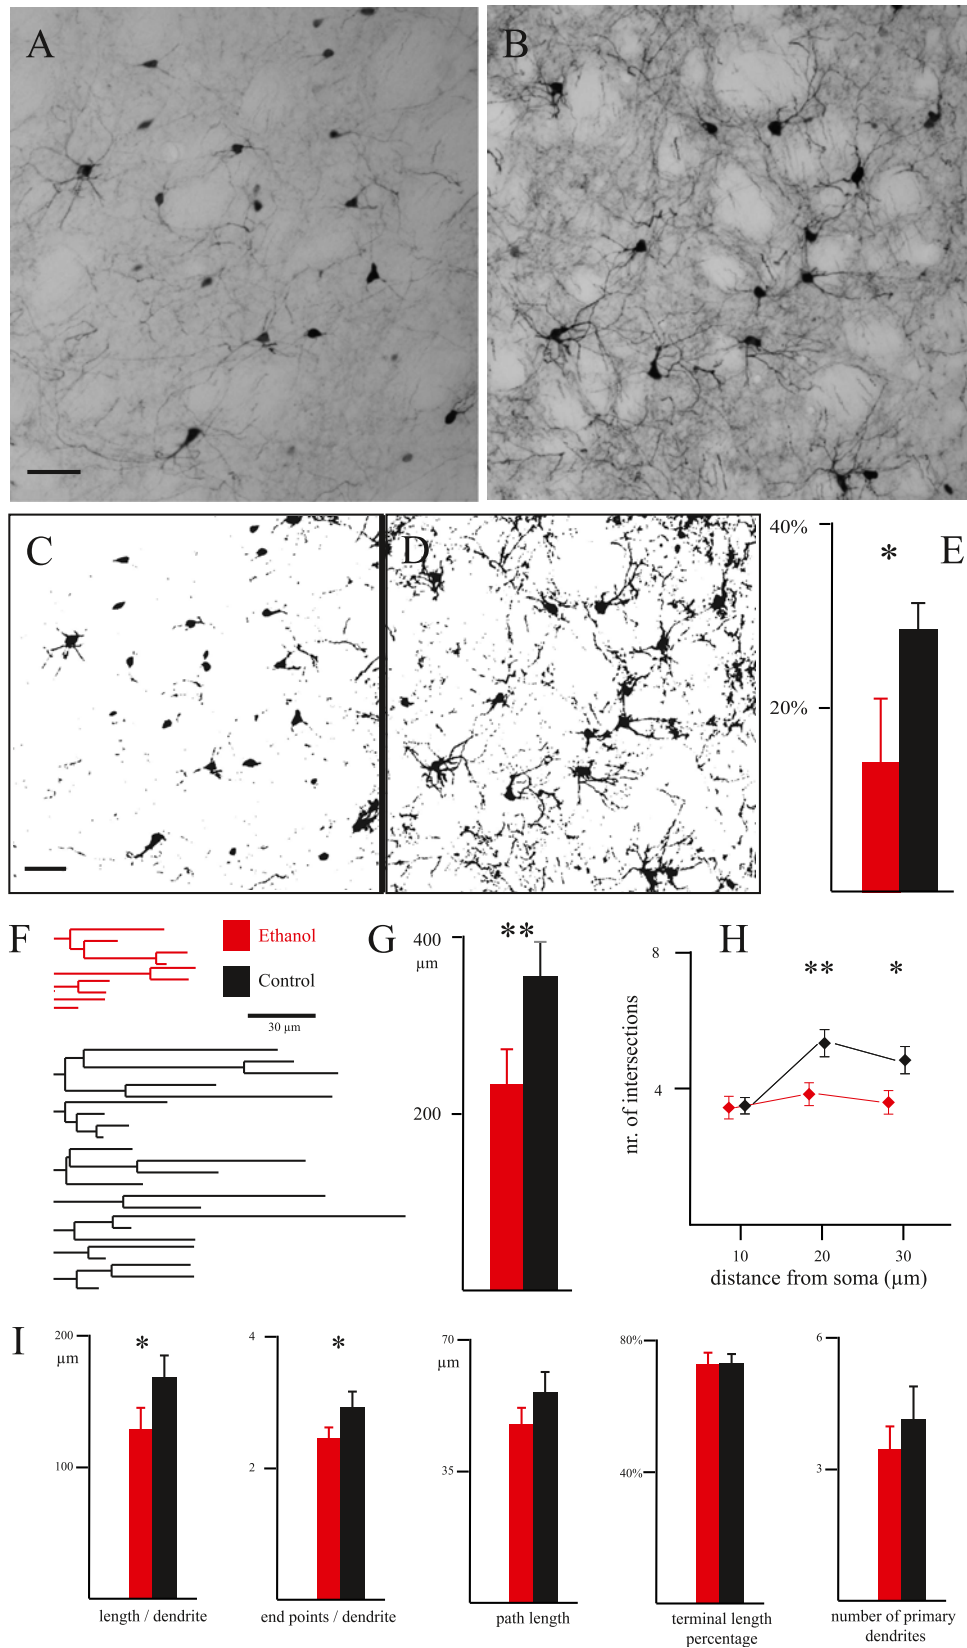 A
B
C
D
40%
*
E
20%
F
Ethanol
Control
30 µm
G
400
µm
**
200
H
8
**
*
4
nr. of intersections
10
20
30
distance from soma (µm)
I
200
µm
*
100
length / dendrite
4
*
2
end points / dendrite
70
µm
35
path length
80%
40%
terminal length
percentage
6
3
number of primary
dendrites